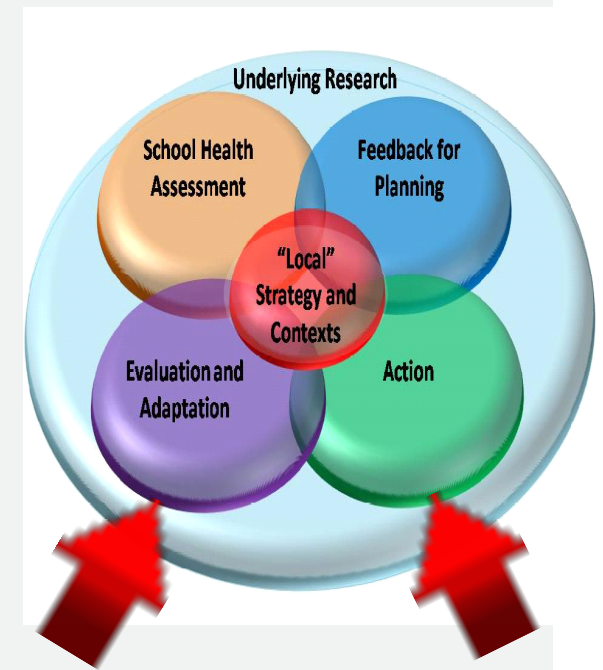 Underlying Research
School Health
Assessment
Feedback for
Planning
“Local”
Strategy and
Contexts
Evaluation and
Adaptation
Action